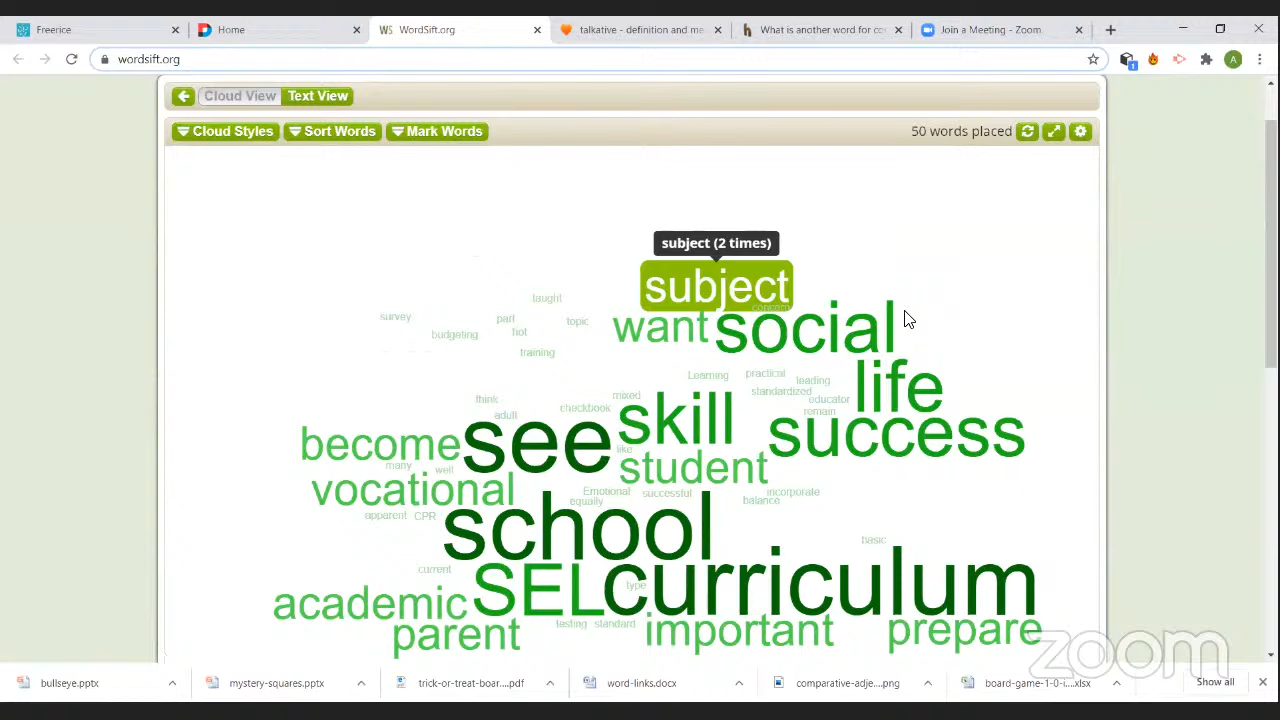 Freerice
Home
WordSift.org
talkative - definition and me
What is another word for co
Join a Meeting - Zoom
wordsift.org
A
Cloud View Text View
Cloud Styles Sort Words Mark Words 50 words placed
subject (2 times)
subject
taught
survey
part
topic
budgeting
hot
training
want
social
Learning
practical
leading
standardized
educator
remain
life
think
adult
checkbook
mixed
skill
success
become
see
like
student
many
well
vocational
Emotional
successful
incorporate
equally
balance
apparent
CPR
school
basic
current
SEL
type
curriculum
academic
testing
standard
parent
important
prepare
zoom
bullseye.pptx
mystery-squares.pptx
trick-or-treat-boar....pdf
word-links.docx
comparative-adje....png
board-game-1-0-i....xlsx
Show all